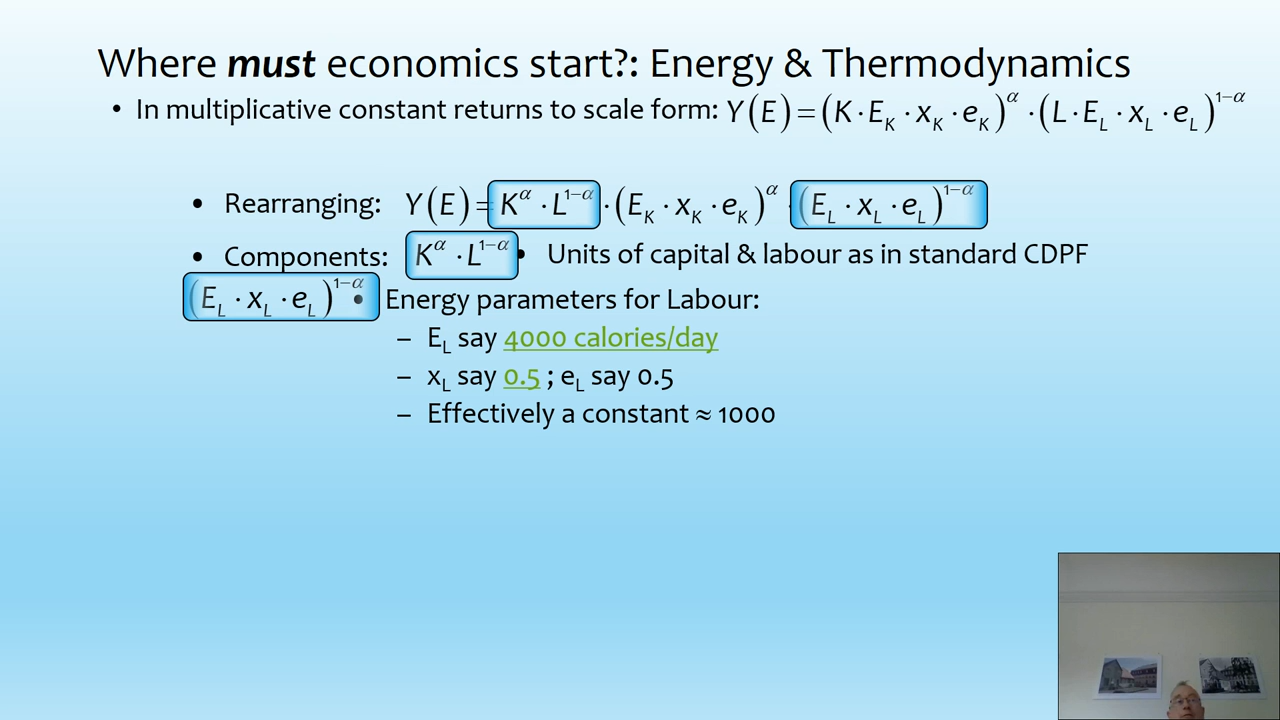 Where must economics start?: Energy & Thermodynamics
• In multiplicative constant returns to scale form: Y(E)=(K·E_K·x_K·e_K)^α·(L·E_L·x_L·e_L)^{1−α}
• Rearranging: Y(E)=K^α·L^{1−α}·(E_K·x_K·e_K)^α·(E_L·x_L·e_L)^{1−α}
• Components: K^α·L^{1−α} • Units of capital & labour as in standard CDPF
(E_L·x_L·e_L)^{1−α} • Energy parameters for Labour:
– E_L say 4000 calories/day
– x_L say 0.5 ; e_L say 0.5
– Effectively a constant ≈ 1000